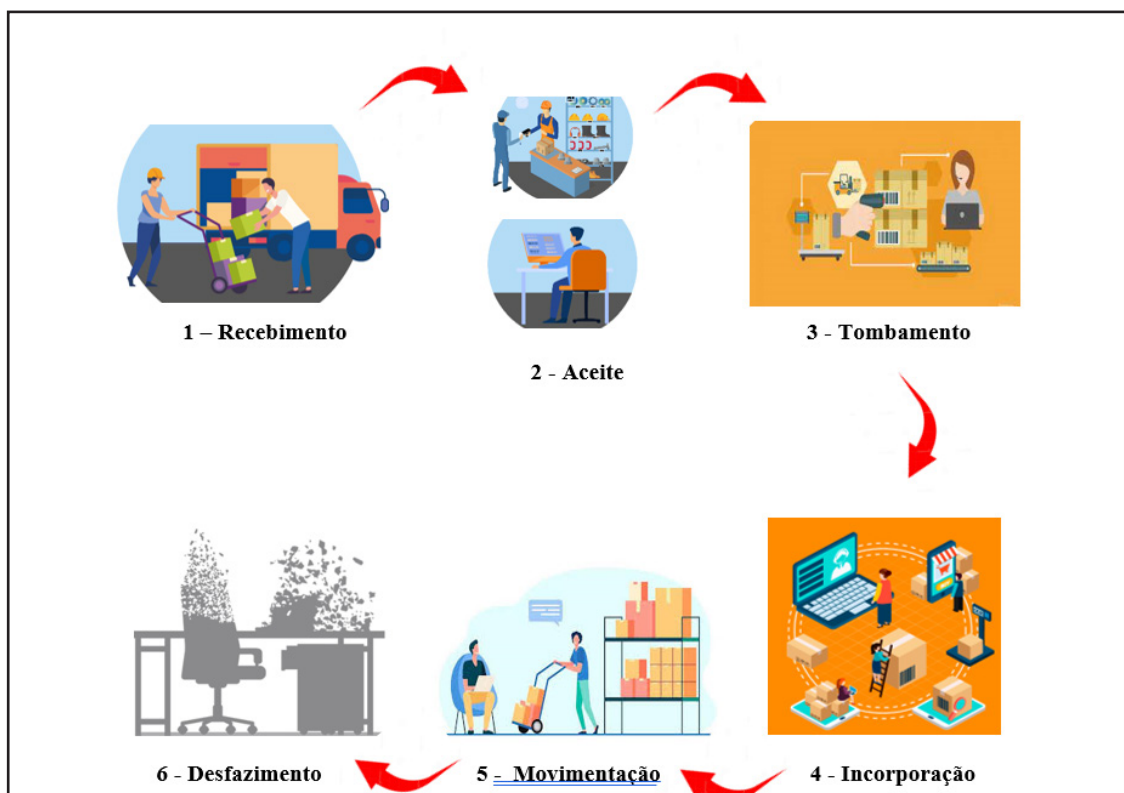 1 – Recebimento
2 - Aceite
3 - Tombamento
4 - Incorporação
5 - Movimentação
6 - Desfazimento